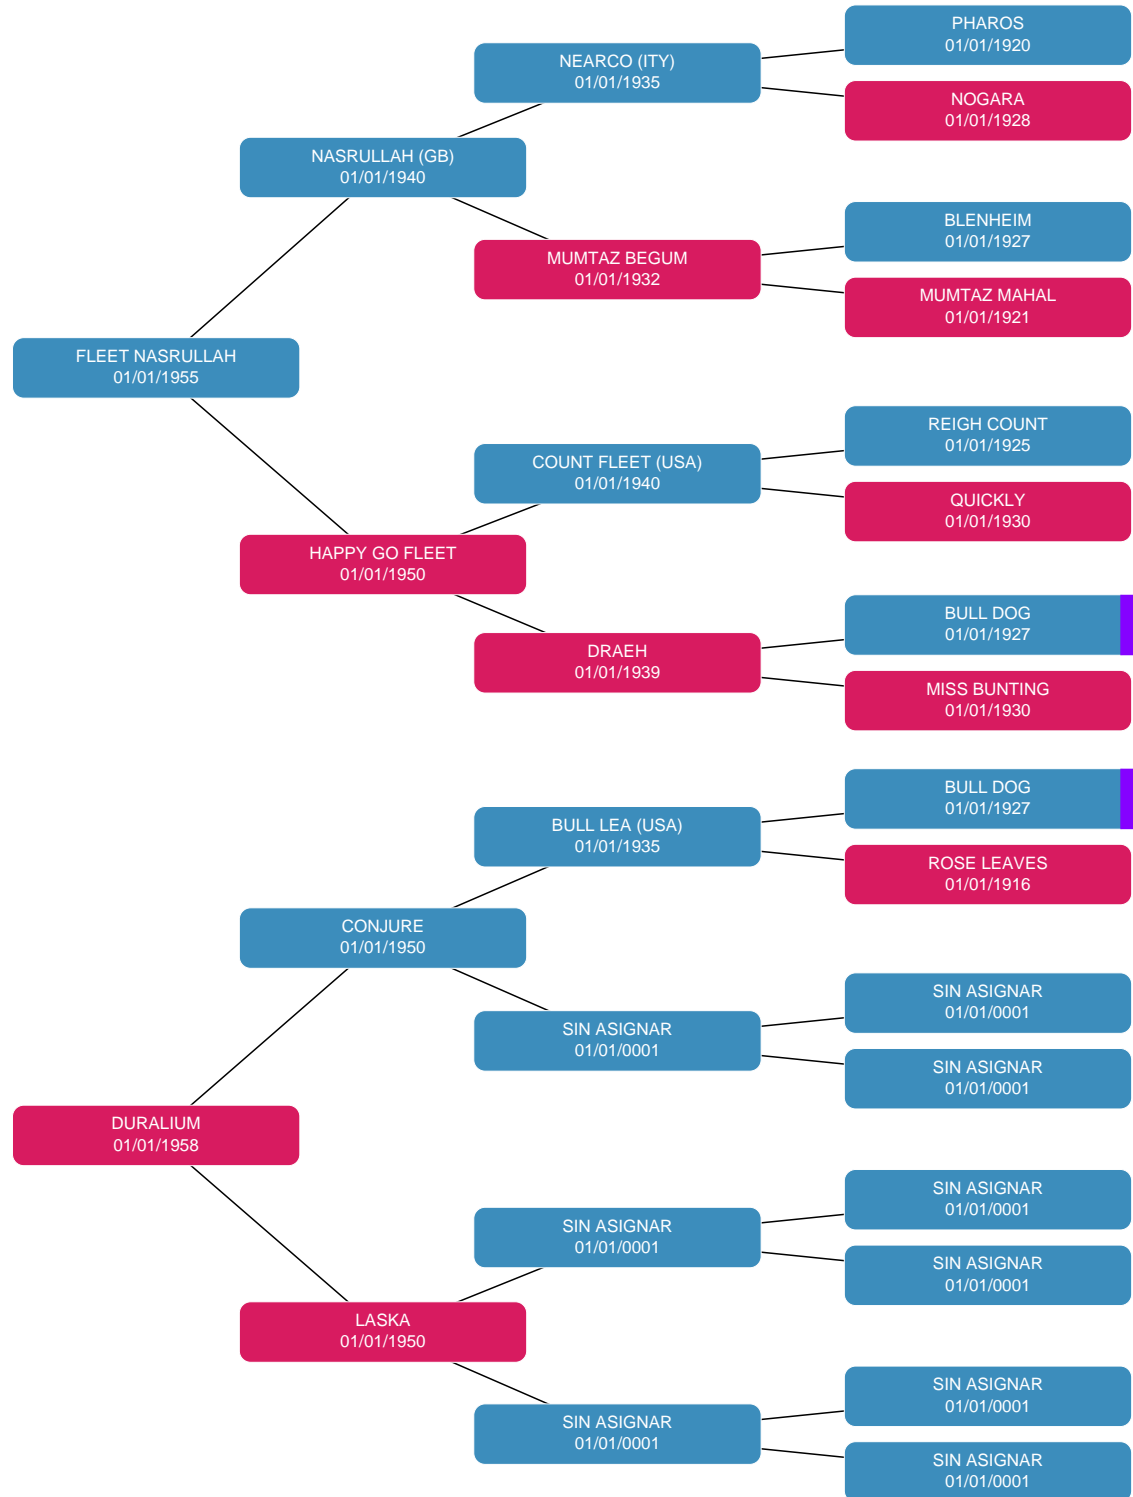 PHAROS
01/01/1920
NEARCO (ITY)
01/01/1935
NOGARA
01/01/1928
NASRULLAH (GB)
01/01/1940
BLENHEIM
01/01/1927
MUMTAZ BEGUM
01/01/1932
MUMTAZ MAHAL
01/01/1921
FLEET NASRULLAH
01/01/1955
REIGH COUNT
01/01/1925
COUNT FLEET (USA)
01/01/1940
QUICKLY
01/01/1930
HAPPY GO FLEET
01/01/1950
BULL DOG
01/01/1927
DRAEH
01/01/1939
MISS BUNTING
01/01/1930
BULL DOG
01/01/1927
BULL LEA (USA)
01/01/1935
ROSE LEAVES
01/01/1916
CONJURE
01/01/1950
SIN ASIGNAR
01/01/0001
SIN ASIGNAR
01/01/0001
SIN ASIGNAR
01/01/0001
DURALIUM
01/01/1958
SIN ASIGNAR
01/01/0001
SIN ASIGNAR
01/01/0001
SIN ASIGNAR
01/01/0001
LASKA
01/01/1950
SIN ASIGNAR
01/01/0001
SIN ASIGNAR
01/01/0001
SIN ASIGNAR
01/01/0001